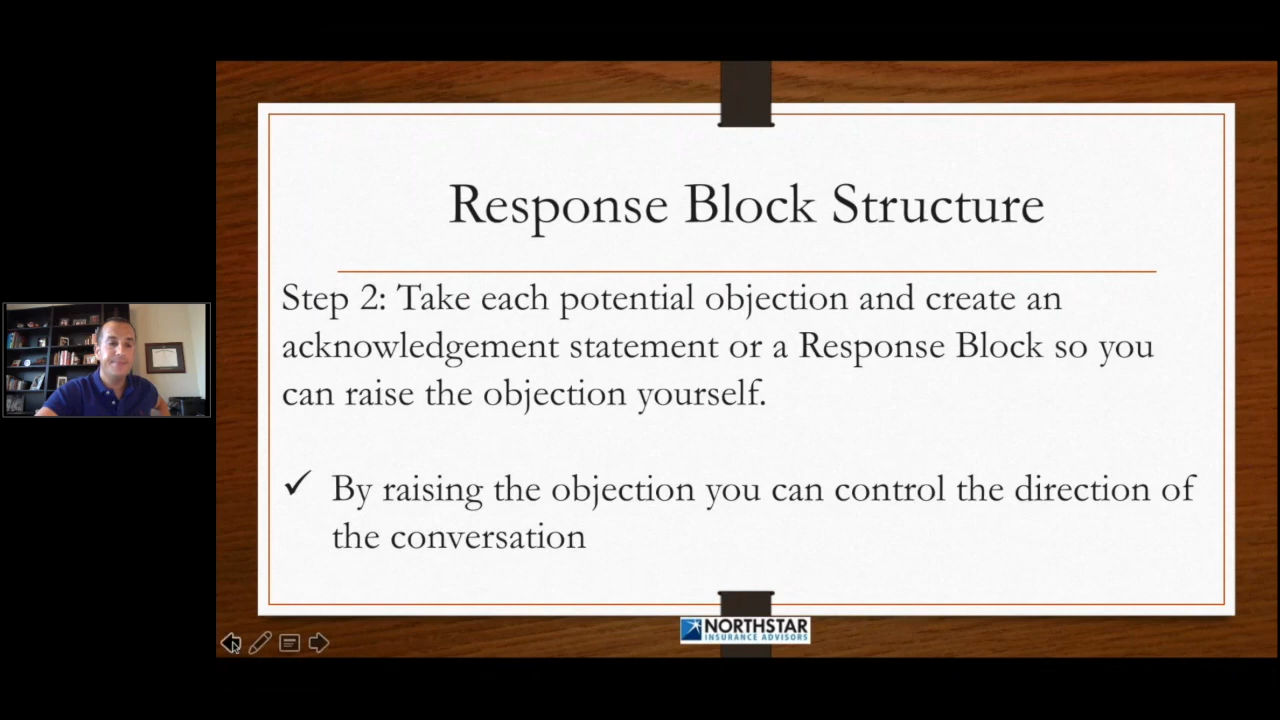 Response Block Structure
Step 2: Take each potential objection and create an
acknowledgement statement or a Response Block so you
can raise the objection yourself.
✓ By raising the objection you can control the direction of
the conversation
NORTHSTAR
INSURANCE ADVISORS